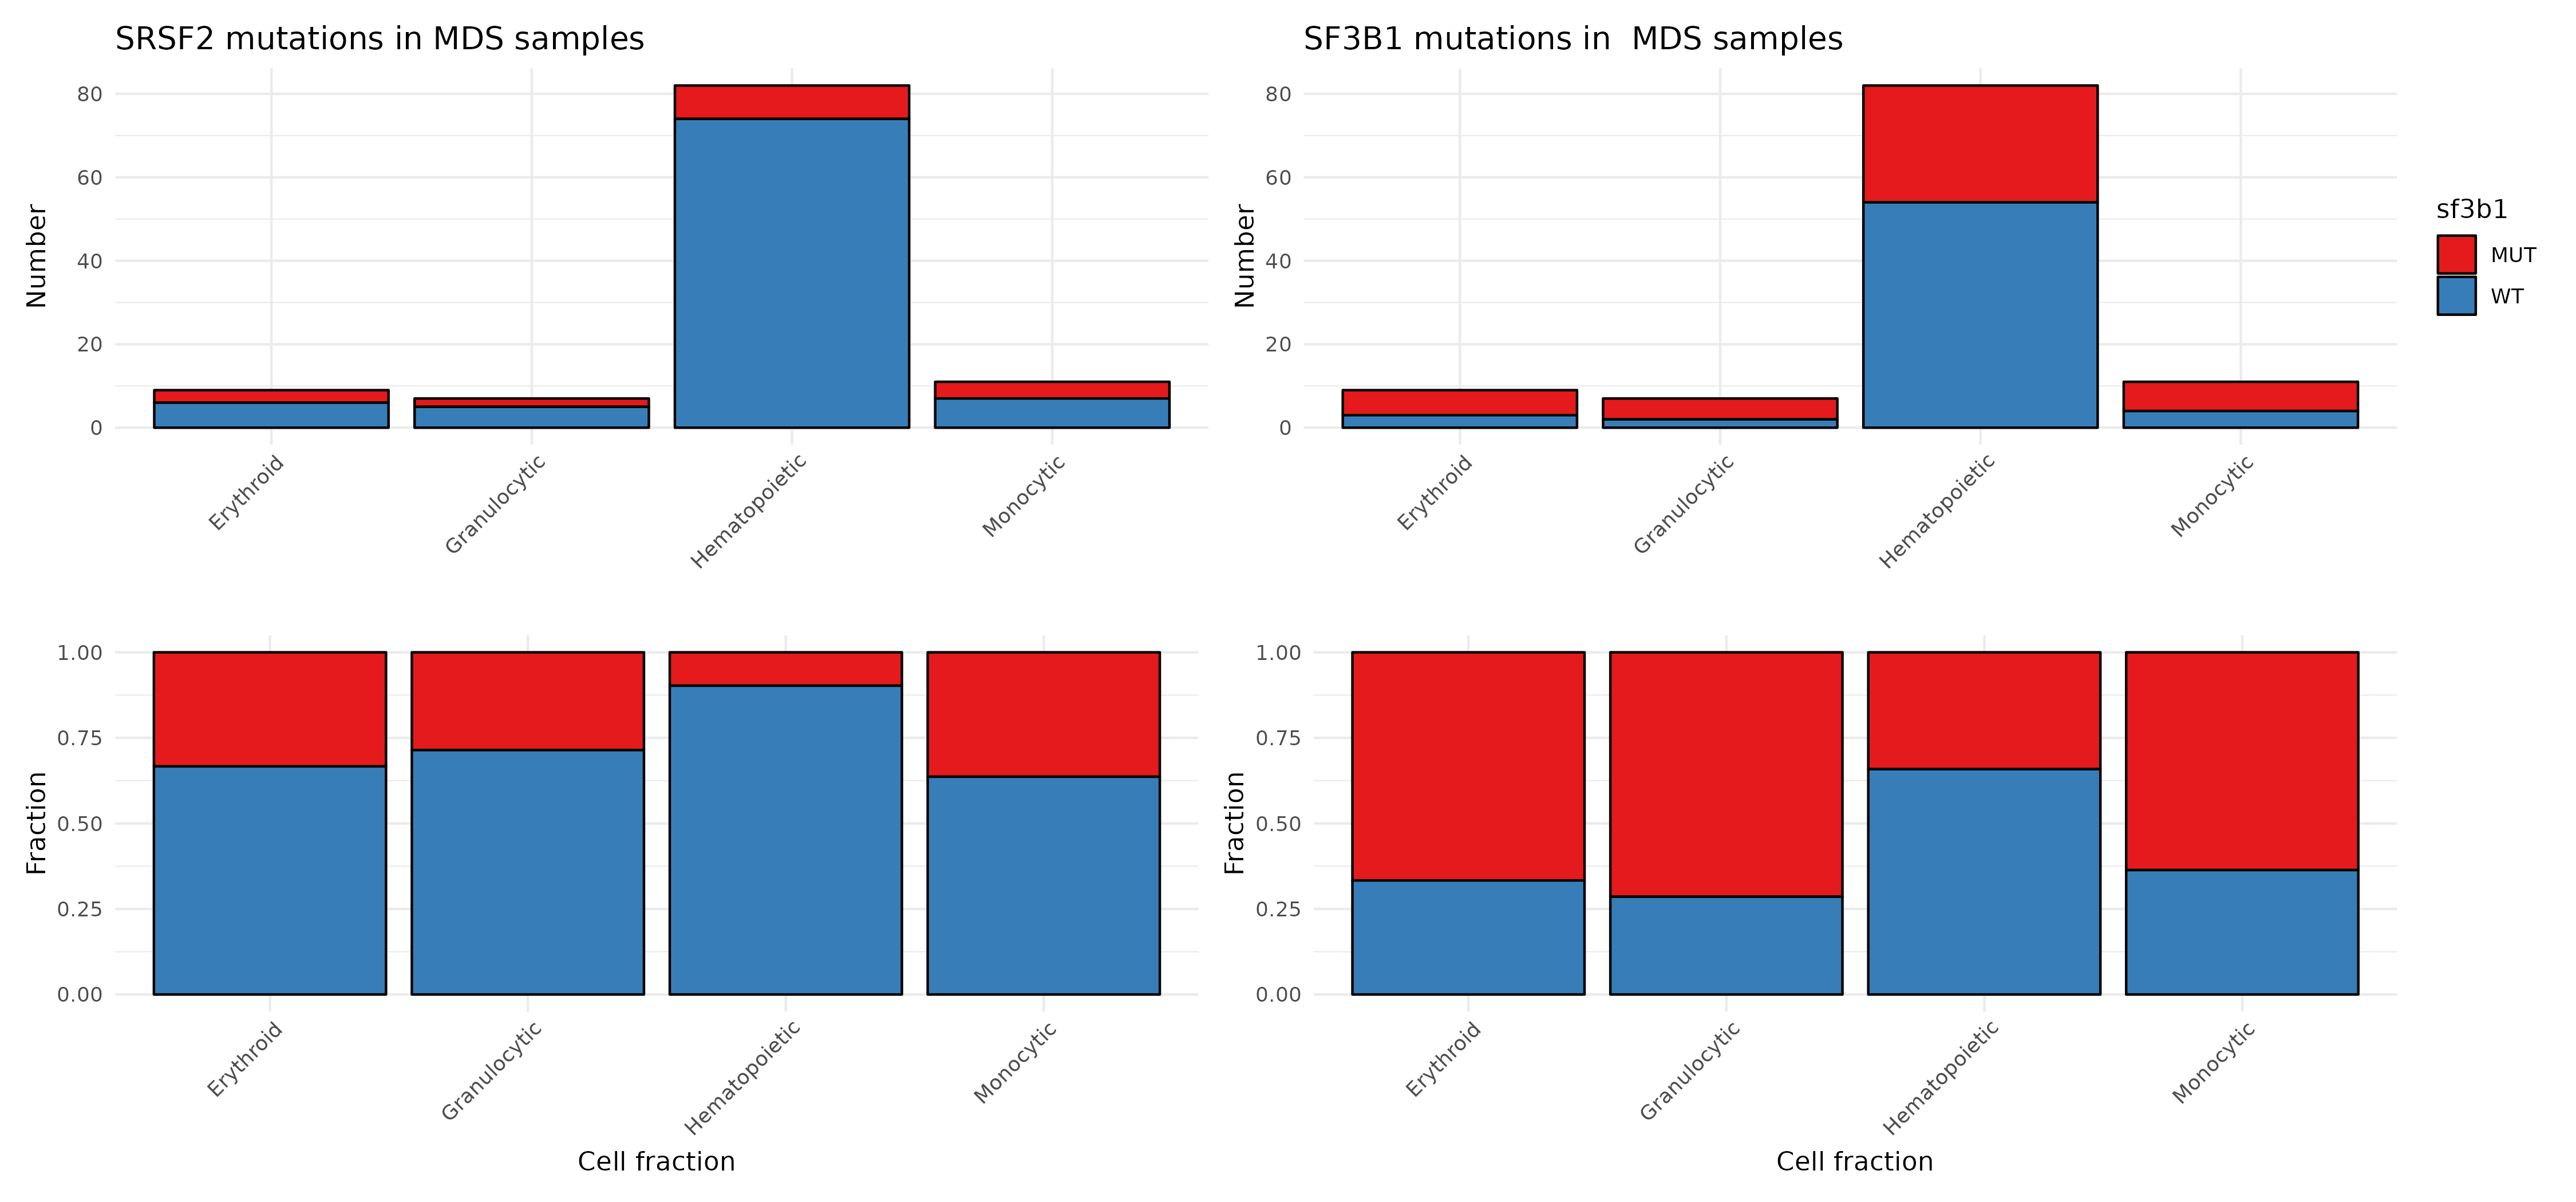 SRSF2 mutations in MDS samples
Number
80
60
40
20
0
Erythroid
Granulocytic
Hematopoietic
Monocytic
SF3B1 mutations in  MDS samples
Number
80
60
40
20
0
Erythroid
Granulocytic
Hematopoietic
Monocytic
sf3b1
MUT
WT
Fraction
1.00
0.75
0.50
0.25
0.00
Erythroid
Granulocytic
Hematopoietic
Monocytic
Cell fraction
Fraction
1.00
0.75
0.50
0.25
0.00
Erythroid
Granulocytic
Hematopoietic
Monocytic
Cell fraction